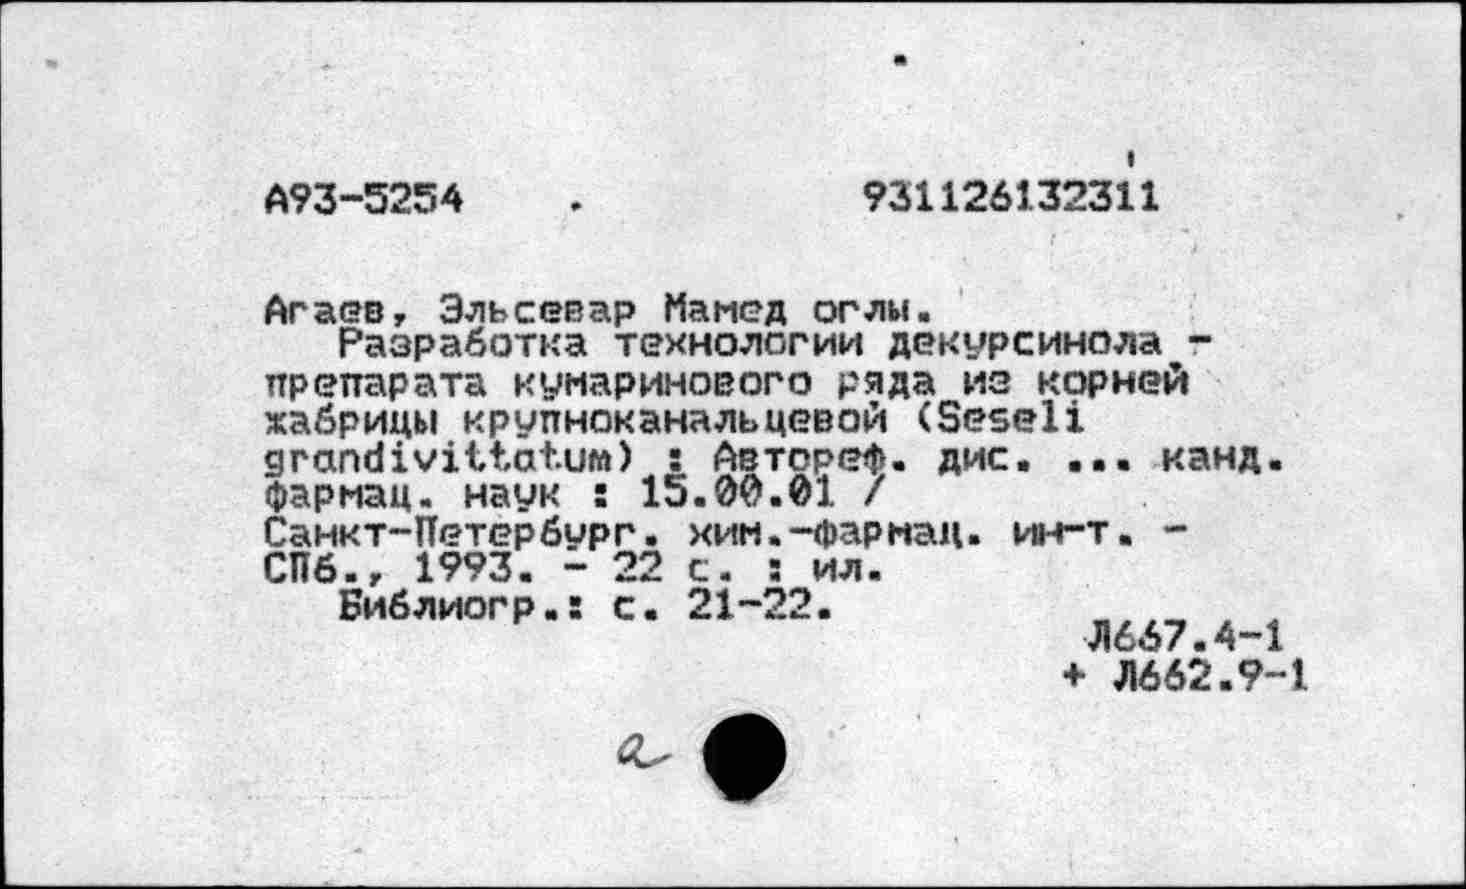 А93-5254 931126132311
Агаев, Эльсевар Мамед оглы.
Разработка технологии декурсинола -
препарата кумаринового ряда из корней
жабрицы крупноканальцевой (Seseli
grandivittatum) : Автореф. дис. ... канд.
фармац. наук : 15.00.01 /
Санкт-Петербург. хим.-фармац. ин-т. -
СПб., 1993. - 22 с. : ил.
Библиогр.: с. 21-22.
Л667.4-1
+ Л662.9-1
а